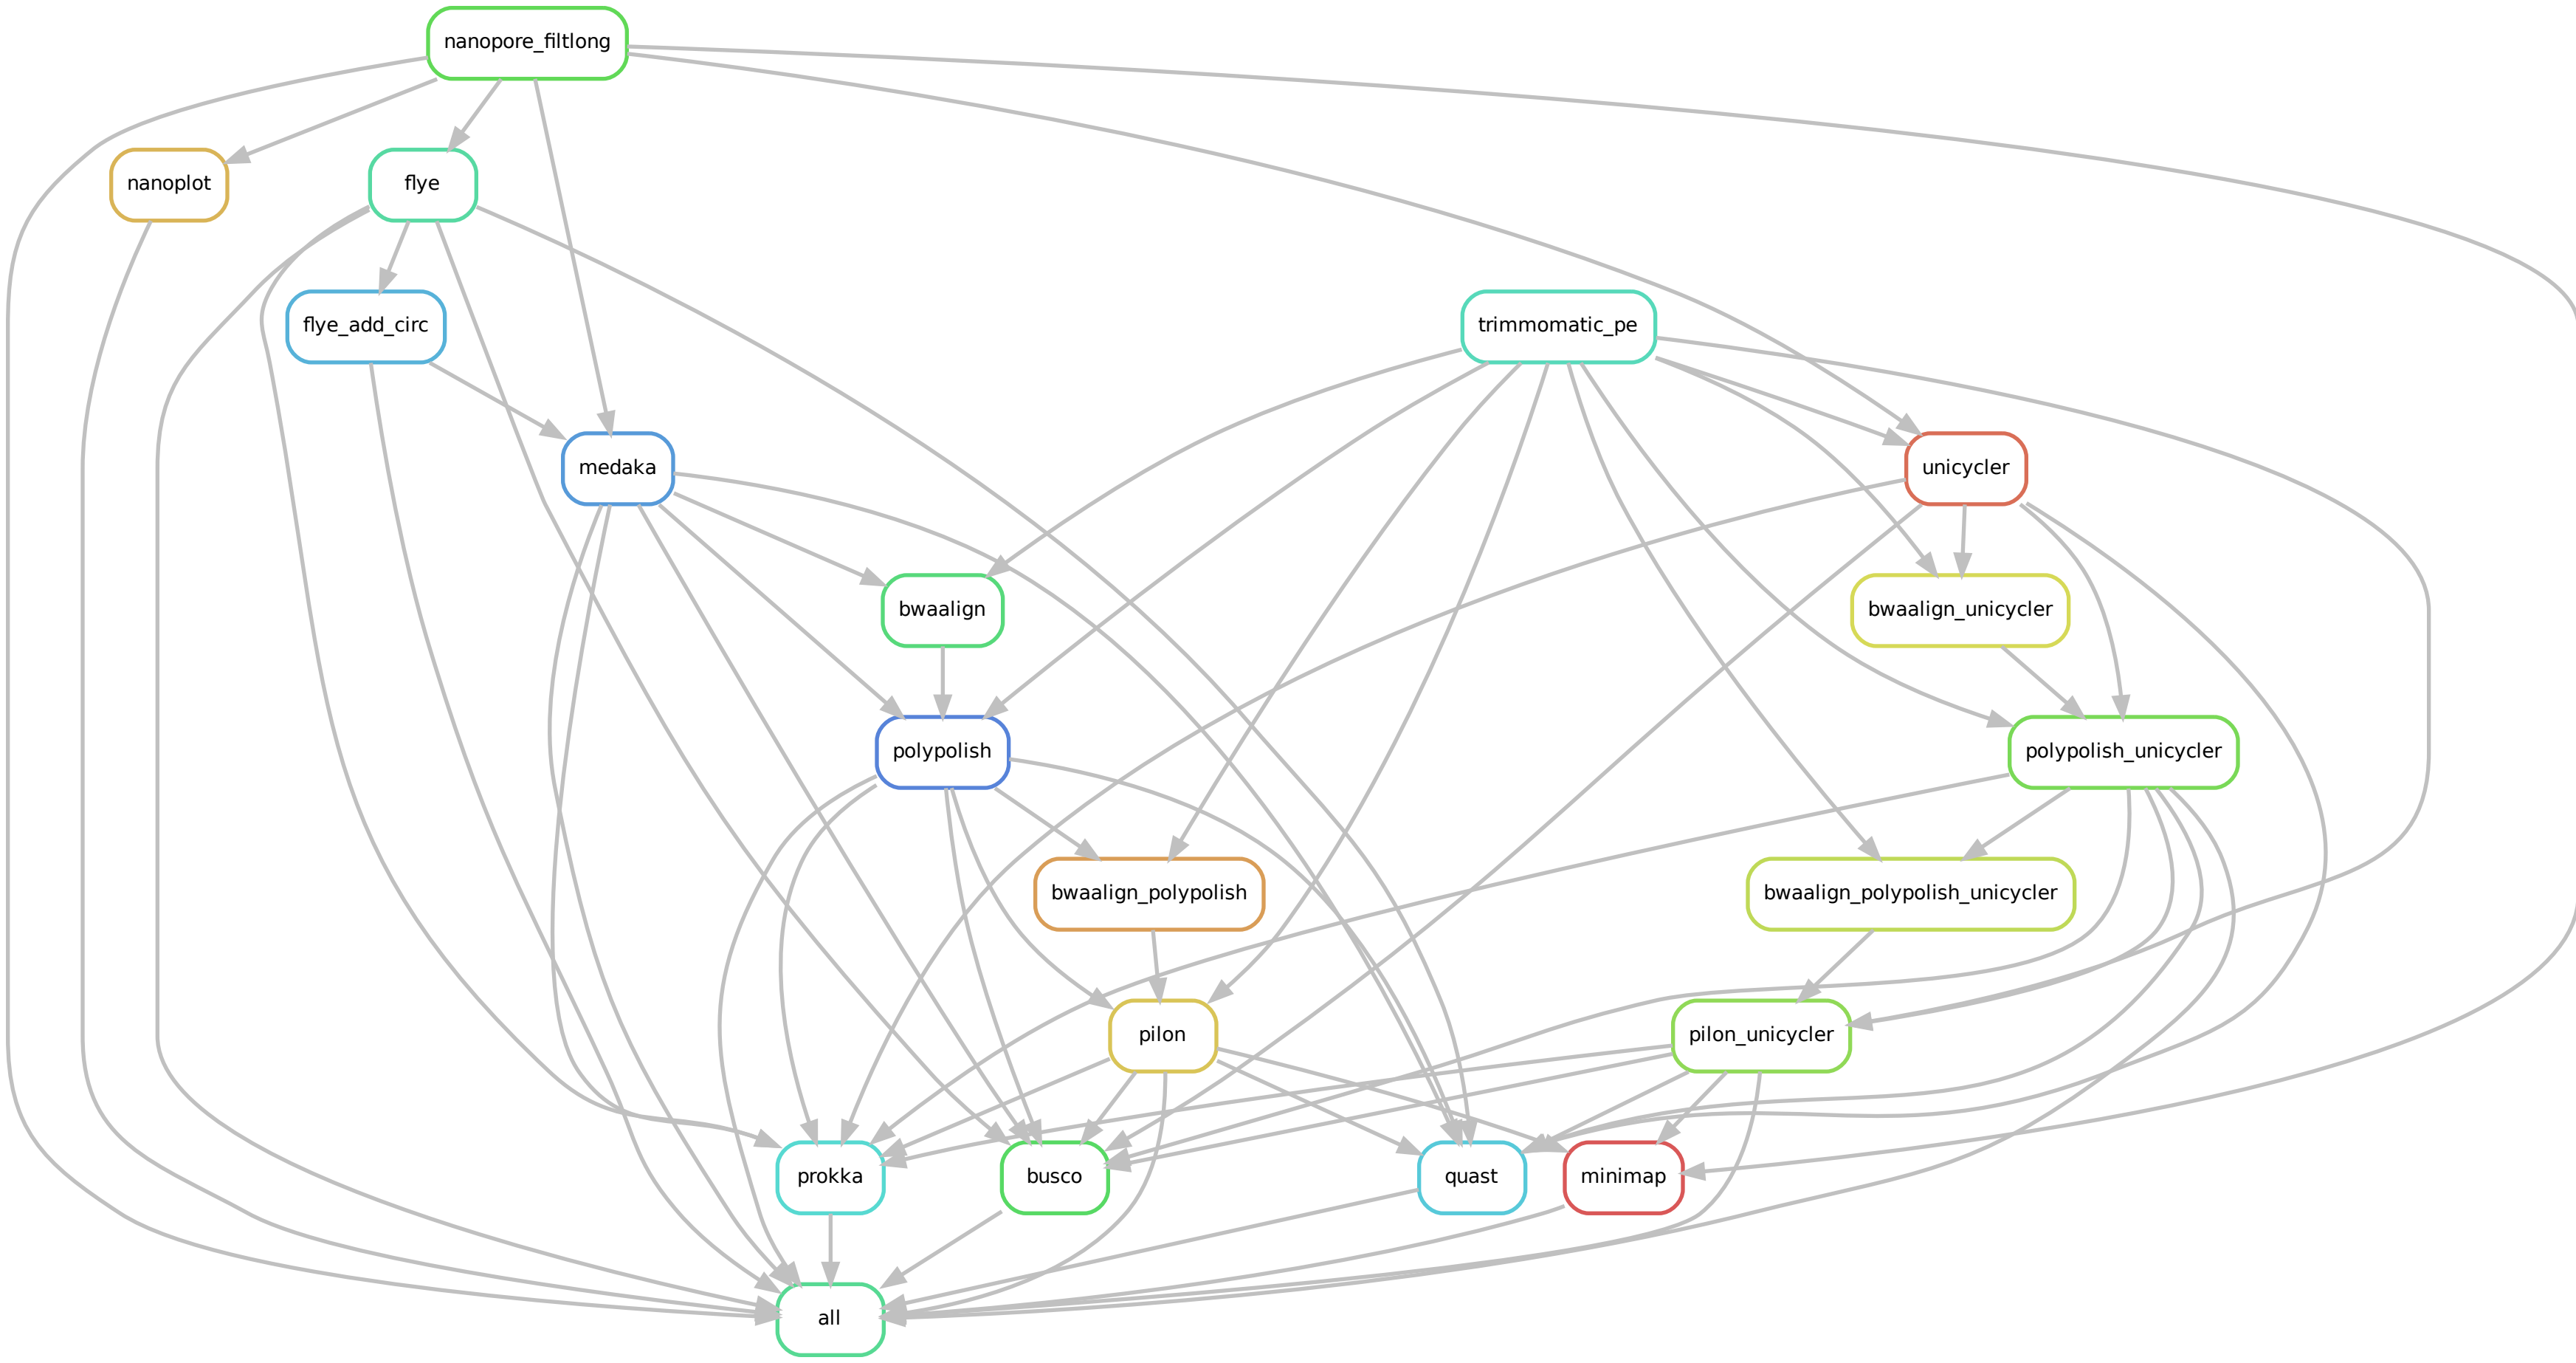 nanopore_filtlong
nanoplot
flye
flye_add_circ
trimmomatic_pe
medaka
unicycler
bwaalign
bwaalign_unicycler
polypolish
polypolish_unicycler
bwaalign_polypolish
bwaalign_polypolish_unicycler
pilon
pilon_unicycler
prokka
busco
quast
minimap
all